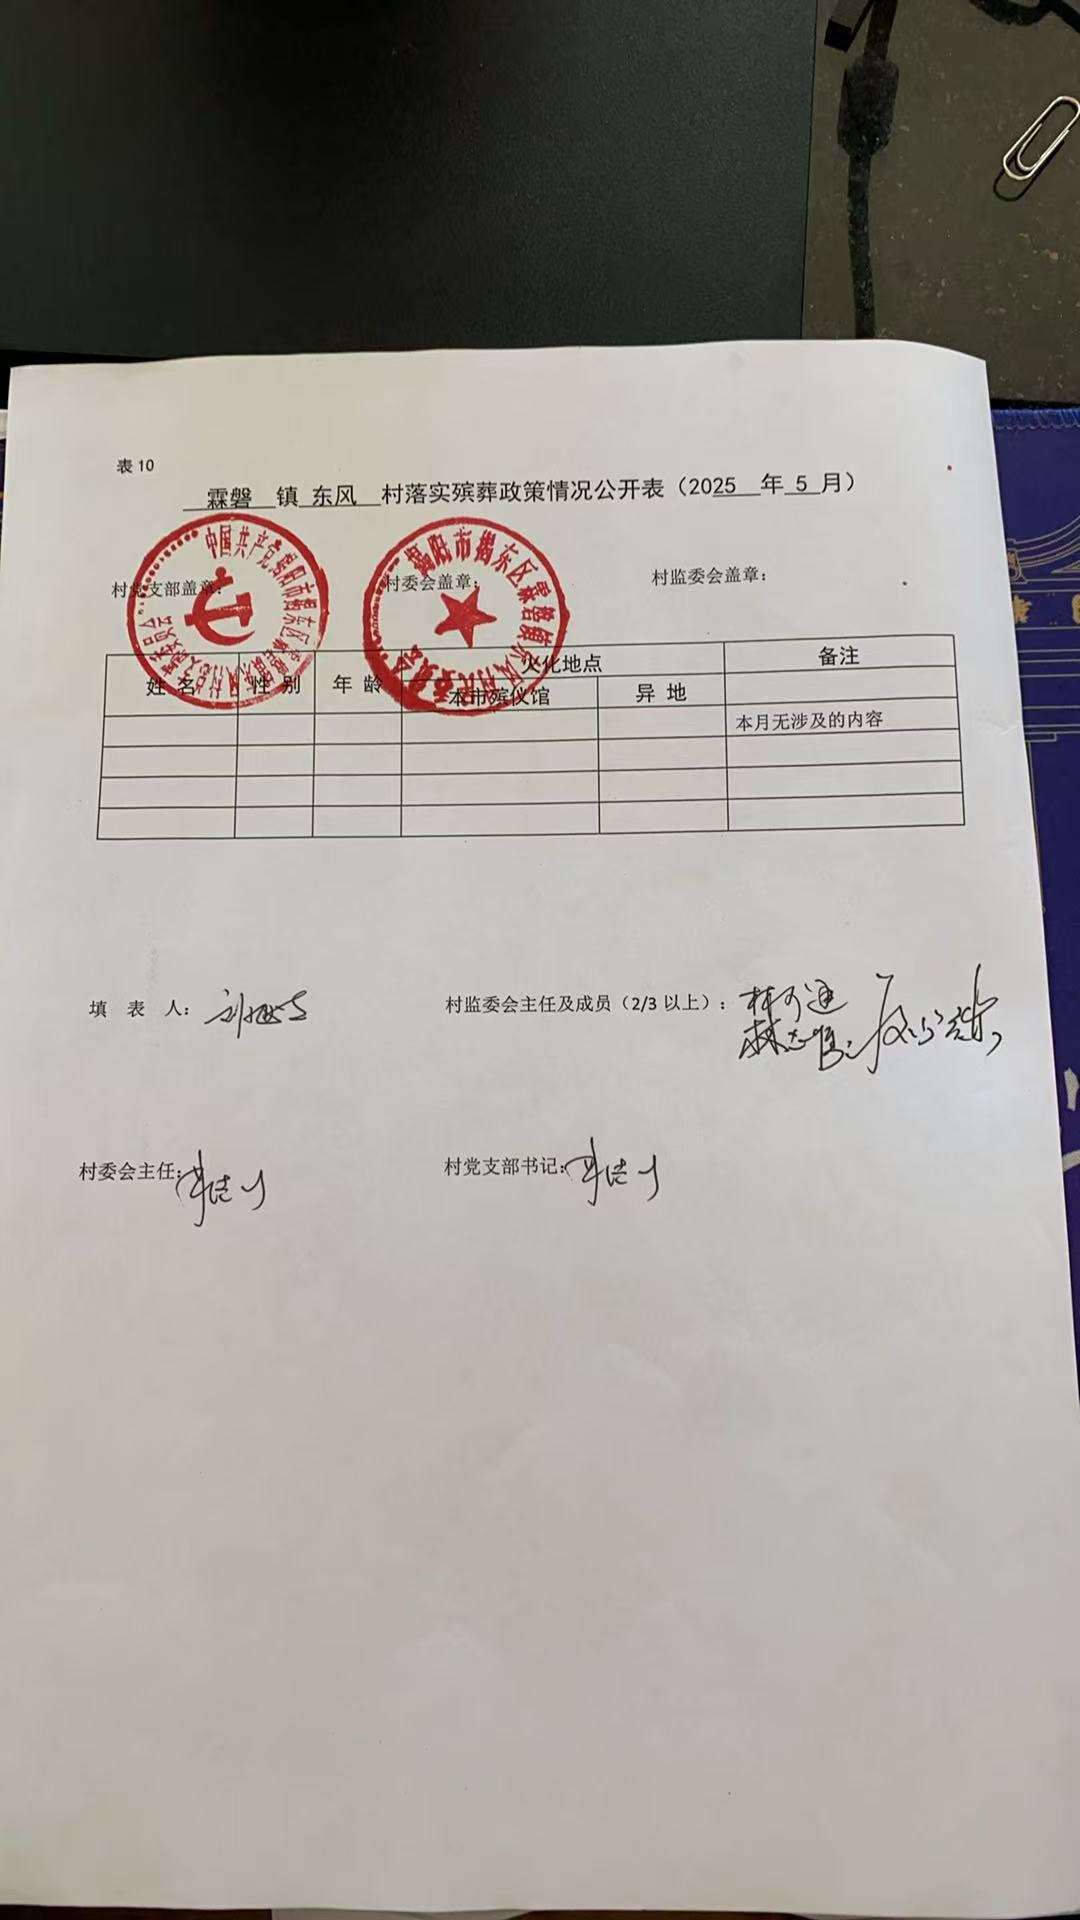 表 10
霖磐 镇 东风 村落实殡葬政策情况公开表（2025 年 5 月）
村党支部盖章： 村委会盖章： 村监委会盖章：
姓 名 性 别 年 龄 火化地点 备注
本市殡仪馆 异 地
本月无涉及的内容
填 表 人：
村监委会主任及成员（2/3 以上）：
村委会主任： 村党支部书记：